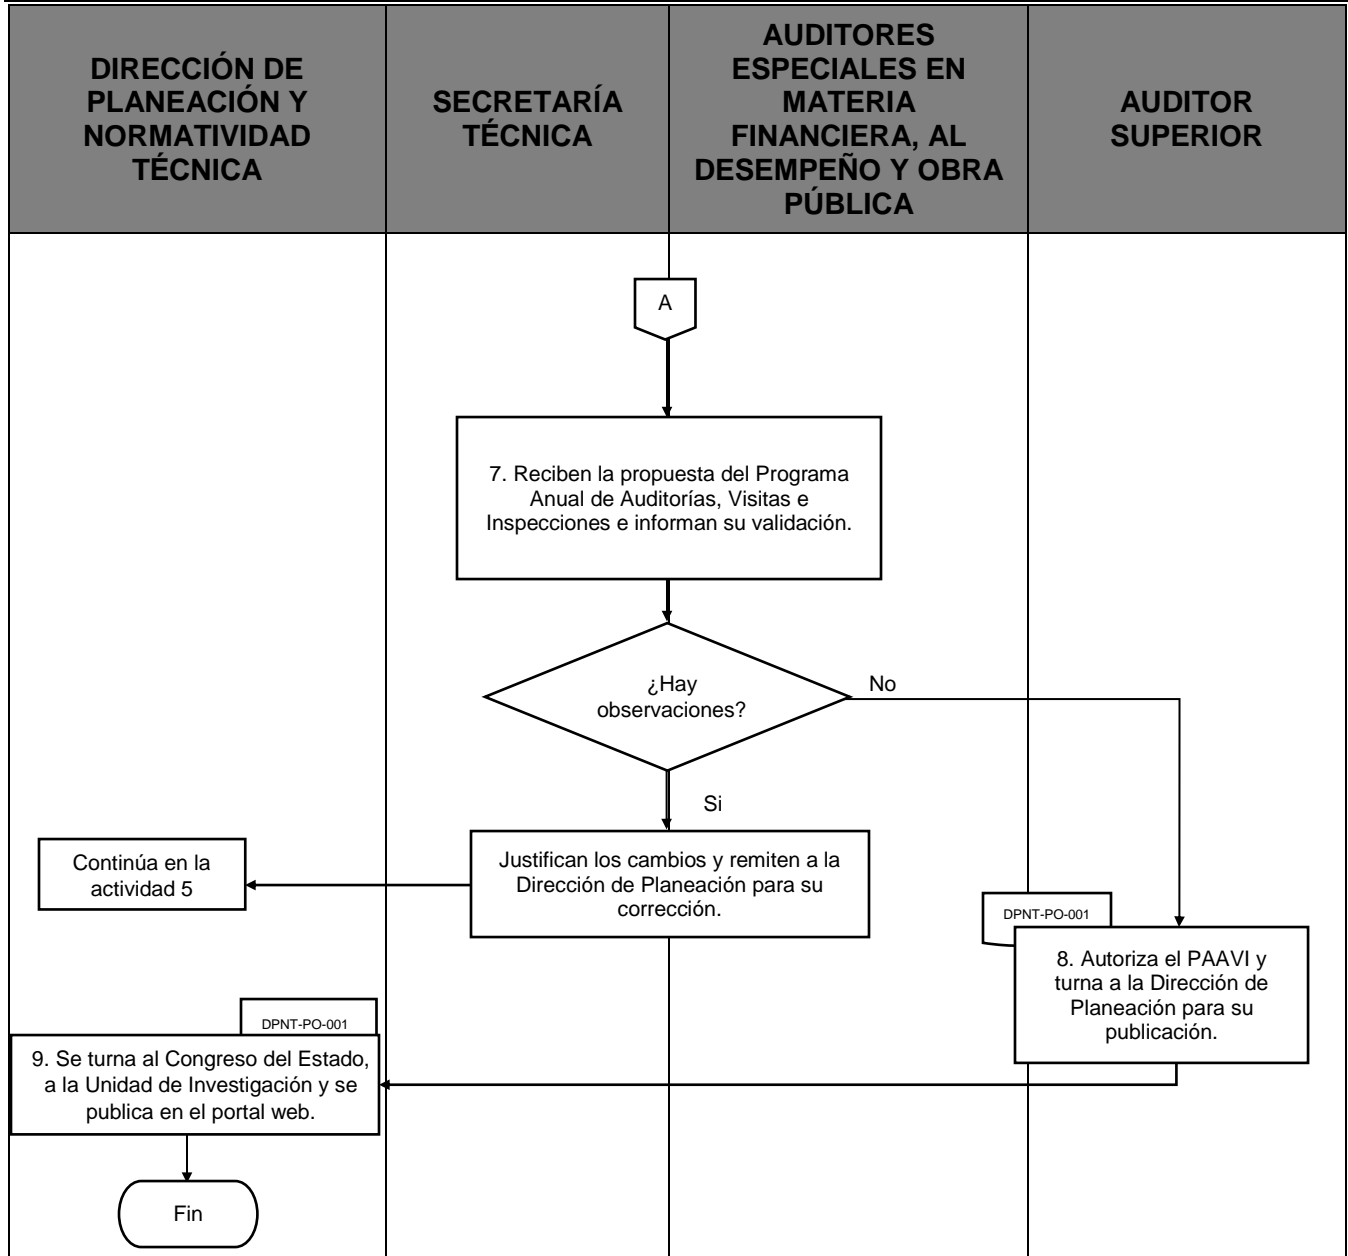 DIRECCIÓN DE
PLANEACIÓN Y
NORMATIVIDAD
TÉCNICA
SECRETARÍA
TÉCNICA
AUDITORES
ESPECIALES EN
MATERIA
FINANCIERA, AL
DESEMPEÑO Y OBRA
PÚBLICA
AUDITOR
SUPERIOR
A
7. Reciben la propuesta del Programa
Anual de Auditorías, Visitas e
Inspecciones e informan su validación.
¿Hay
observaciones?
No
Si
Justifican los cambios y remiten a la
Dirección de Planeación para su
corrección.
Continúa en la
actividad 5
DPNT-PO-001
8. Autoriza el PAAVI y
turna a la Dirección de
Planeación para su
publicación.
DPNT-PO-001
9. Se turna al Congreso del Estado,
a la Unidad de Investigación y se
publica en el portal web.
Fin